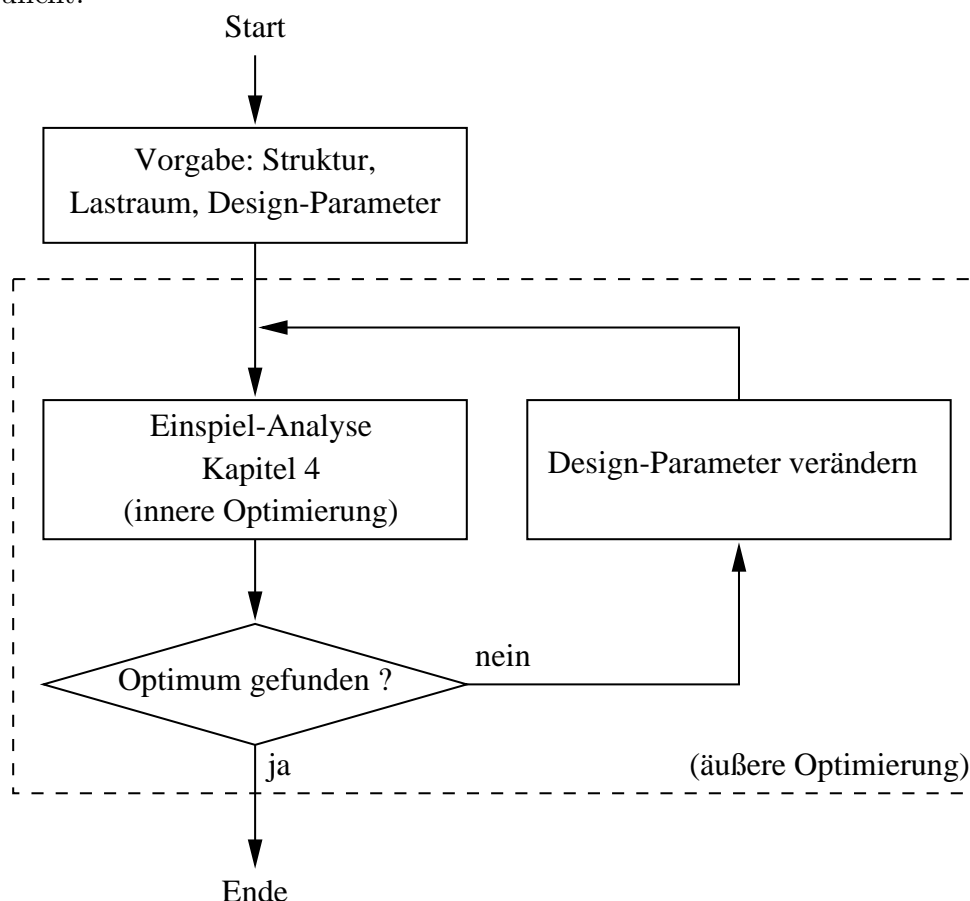 Start
Vorgabe: Struktur,
Lastraum, Design-Parameter
Einspiel-Analyse
Kapitel 4
(innere Optimierung)
Design-Parameter verändern
Optimum gefunden ?
nein
ja
(äußere Optimierung)
Ende